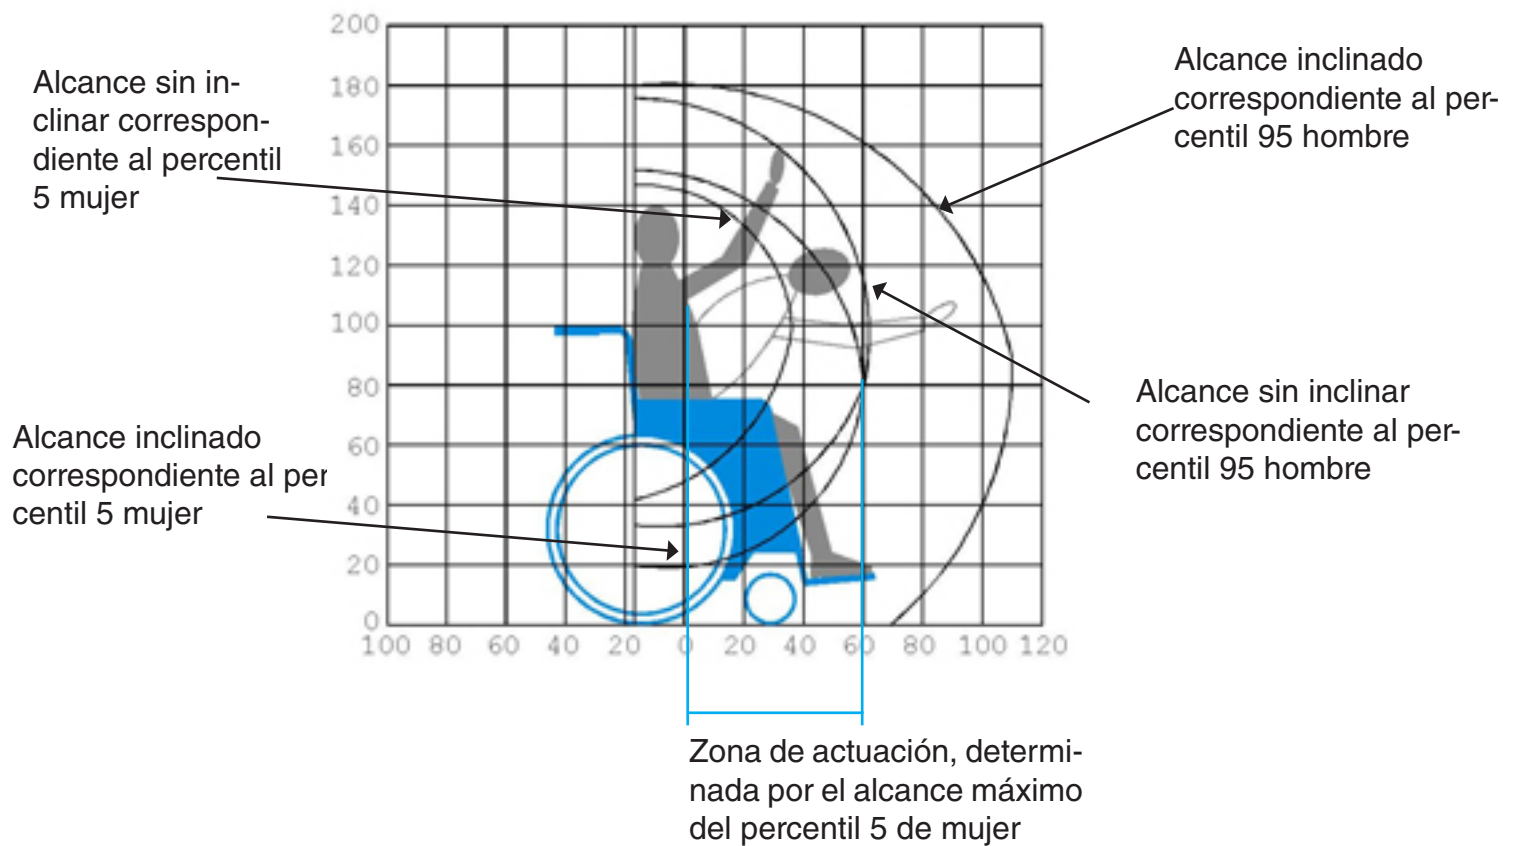 Alcance sin in-
clinar correspon-
diente al percentil
5 mujer
Alcance inclinado
correspondiente al per
centil 5 mujer
200
180
160
140
120
100
80
60
40
20
0
100 80 60 40 20 0 20 40 60 80 100 120
Alcance inclinado
correspondiente al per-
centil 95 hombre
Alcance sin inclinar
correspondiente al per-
centil 95 hombre
Zona de actuación, determi-
nada por el alcance máximo
del percentil 5 de mujer